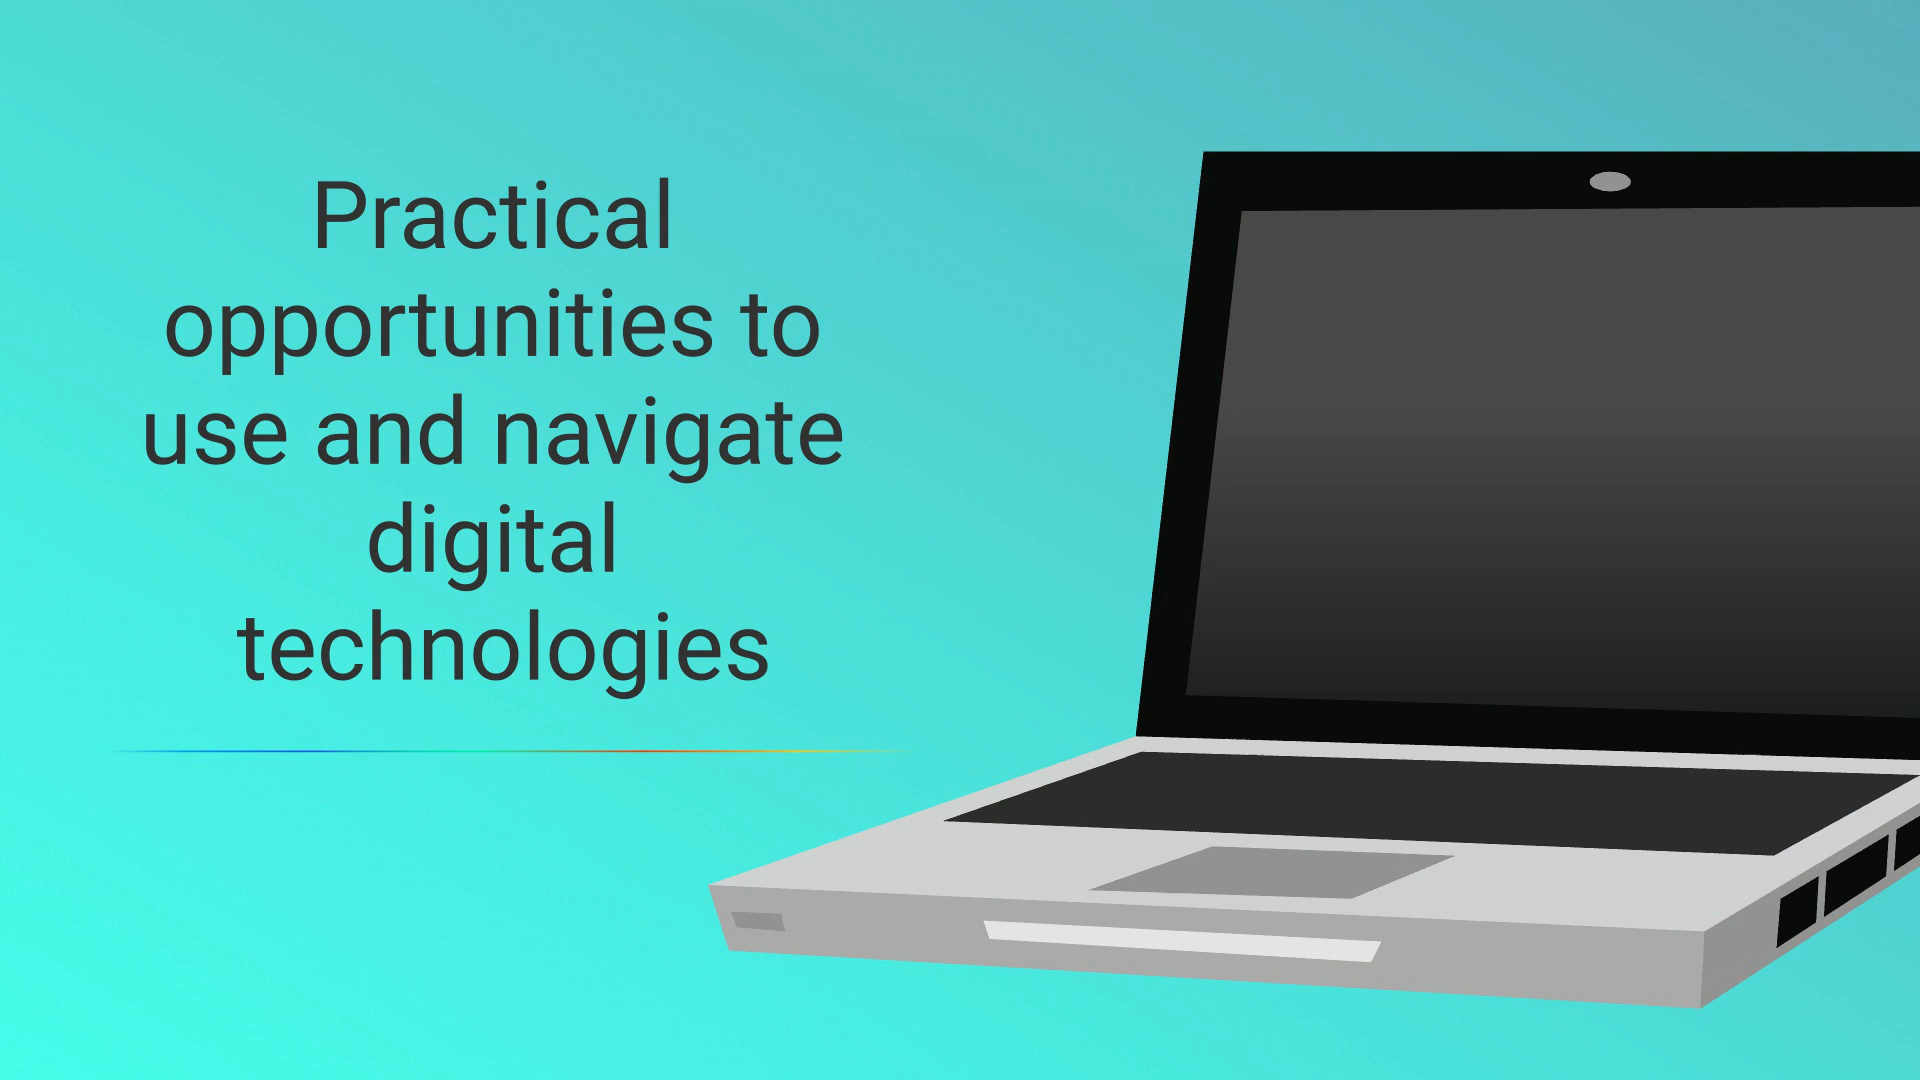 Practical
opportunities to
use and navigate
digital
technologies